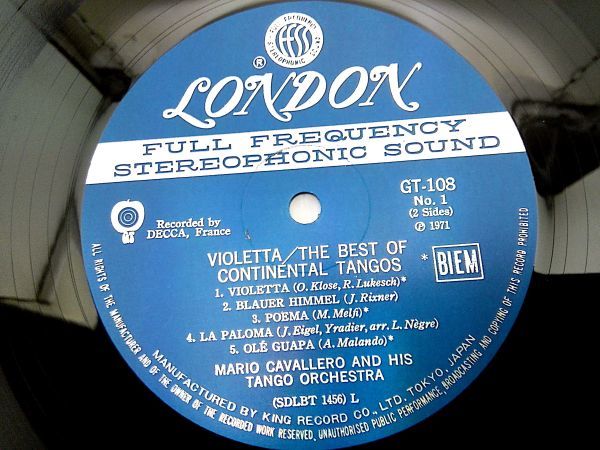 FULL FREQUENCY
ffss
STEREOPHONIC SOUND
®
LONDON
FULL FREQUENCY
STEREOPHONIC SOUND
GT-108
No. 1
(2 Sides)
℗ 1971
Recorded by
DECCA, France
VIOLETTA/THE BEST OF
CONTINENTAL TANGOS
* BIEM
1. VIOLETTA (O. Klose, R. Lukesch)*
2. BLAUER HIMMEL (J. Rixner)
3. POEMA (M. Melfi)*
4. LA PALOMA (J. Eigel, Yradier, arr. L. Nègre)
5. OLÉ GUAPA (A. Malando)*
MARIO CAVALLERO AND HIS
TANGO ORCHESTRA
(SDLBT 1456) L
MANUFACTURED BY KING RECORD CO., LTD. TOKYO, JAPAN
ALL RIGHTS OF THE MANUFACTURER AND OF THE OWNER OF THE RECORDED WORK RESERVED, UNAUTHORISED PUBLIC PERFORMANCE, BROADCASTING AND COPYING OF THIS RECORD PROHIBITED